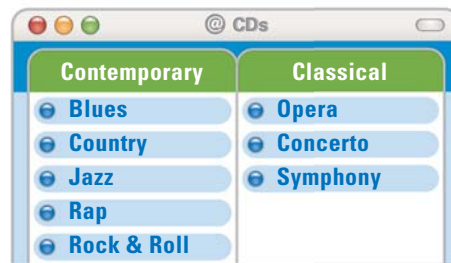 @ CDs
Contemporary
Classical
Blues
Country
Jazz
Rap
Rock & Roll
Opera
Concerto
Symphony